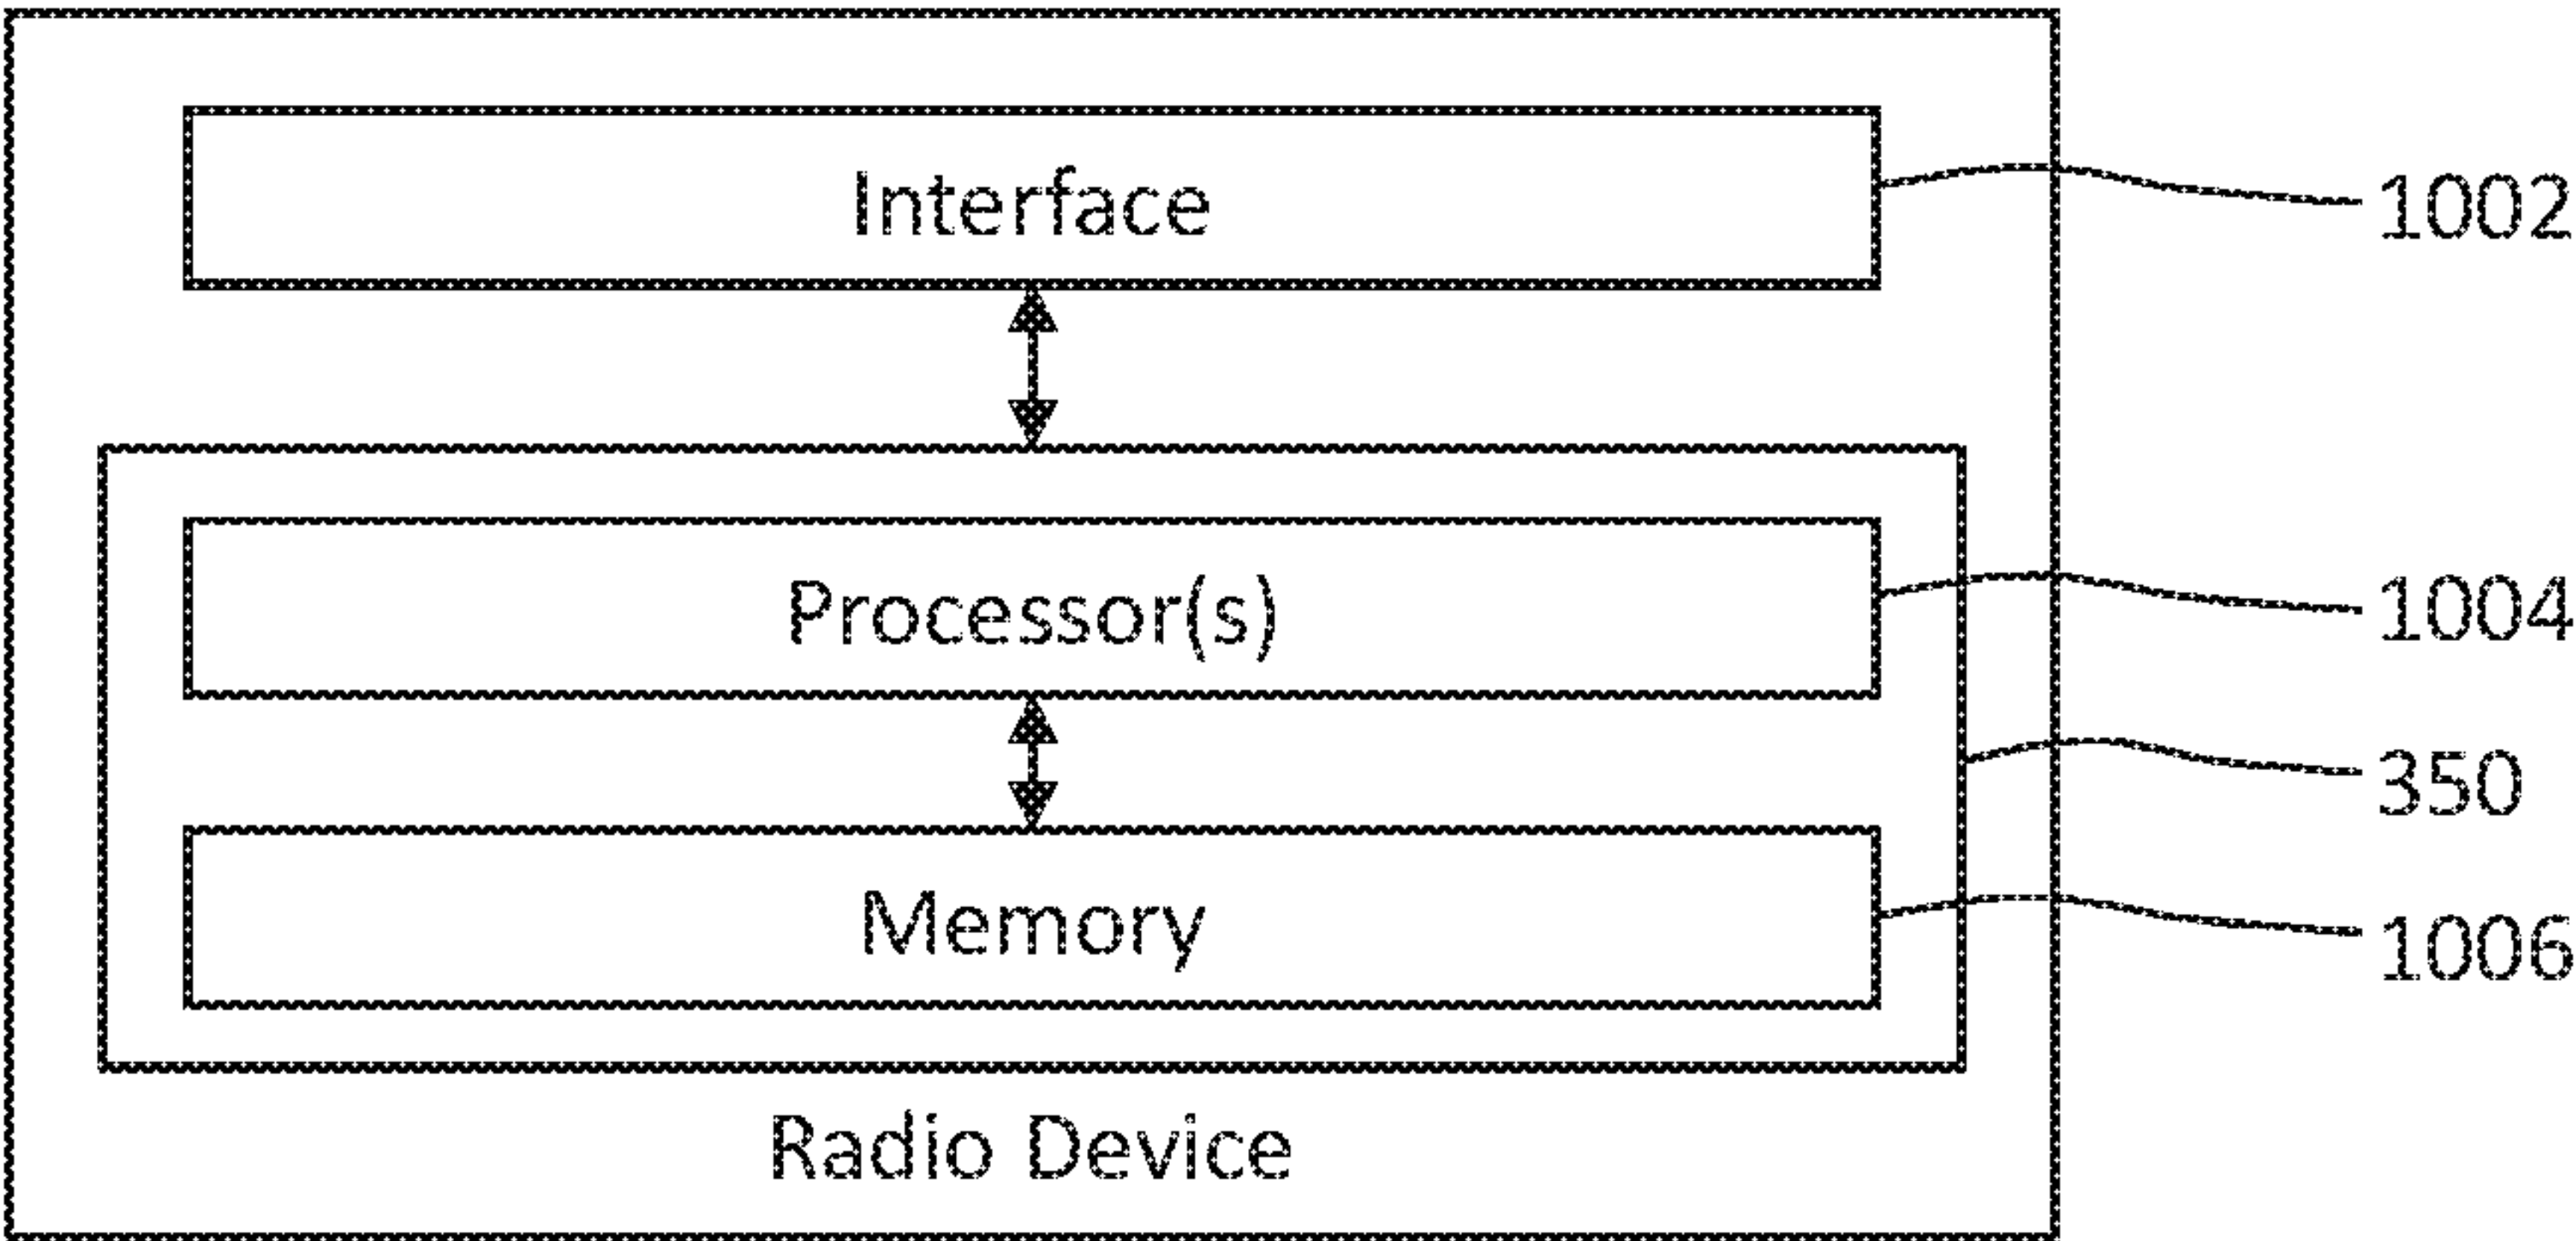 Interface
1002
Processor(s)
1004
350
Memory
1006
Radio Device